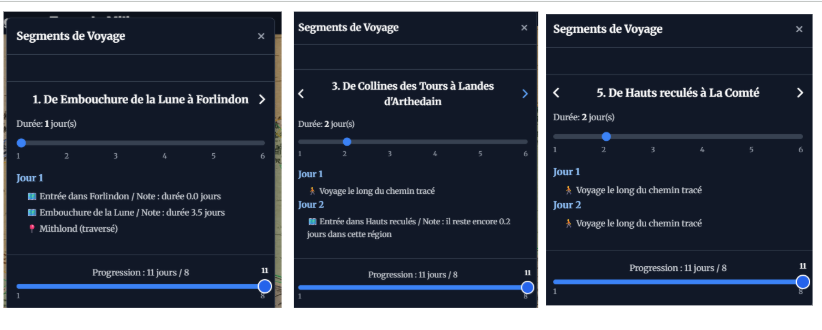 Segments de Voyage ×
1. De Embouchure de la Lune à Forlindon >
Durée: 1 jour(s)
1 2 3 4 5 6
Jour 1
Entrée dans Forlindon / Note : durée 0.0 jours
Embouchure de la Lune / Note : durée 3.5 jours
Mithlond (traversé)
Progression : 11 jours / 8 11
1 8
Segments de Voyage ×
< 3. De Collines des Tours à Landes >
d'Arthedain
Durée: 2 jour(s)
1 2 3 4 5 6
Jour 1
Voyage le long du chemin tracé
Jour 2
Entrée dans Hauts reculés / Note : il reste encore 0.2
jours dans cette région
Progression : 11 jours / 8 11
1 8
Segments de Voyage ×
< 5. De Hauts reculés à La Comté >
Durée: 2 jour(s)
1 2 3 4 5 6
Jour 1
Voyage le long du chemin tracé
Jour 2
Voyage le long du chemin tracé
Progression : 11 jours / 8 11
1 8